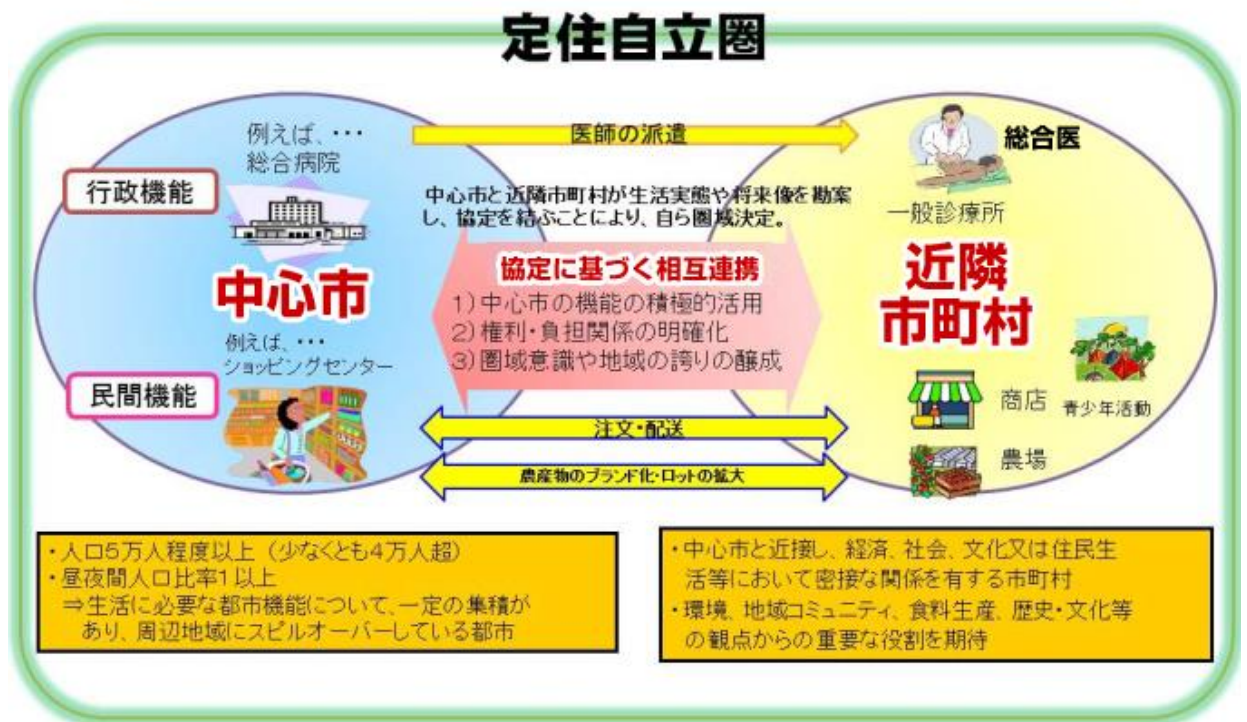 定住自立圏
例えば、・・・
総合病院
行政機能
中心市
例えば、・・・
ショッピングセンター
民間機能
医師の派遣
中心市と近隣市町村が生活実態や将来像を勘案
し、協定を結ぶことにより、自ら圏域決定。
協定に基づく相互連携
1)中心市の機能の積極的活用
2)権利・負担関係の明確化
3)圏域意識や地域の誇りの醸成
注文・配送
農産物のブランド化・ロットの拡大
総合医
一般診療所
近隣
市町村
商店
青少年活動
農場
・人口5万人程度以上（少なくとも4万人超）
・昼夜間人口比率1以上
⇒生活に必要な都市機能について、一定の集積が
あり、周辺地域にスピルオーバーしている都市
・中心市と近接し、経済、社会、文化又は住民生
活等において密接な関係を有する市町村
・環境、地域コミュニティ、食料生産、歴史・文化等
の観点からの重要な役割を期待